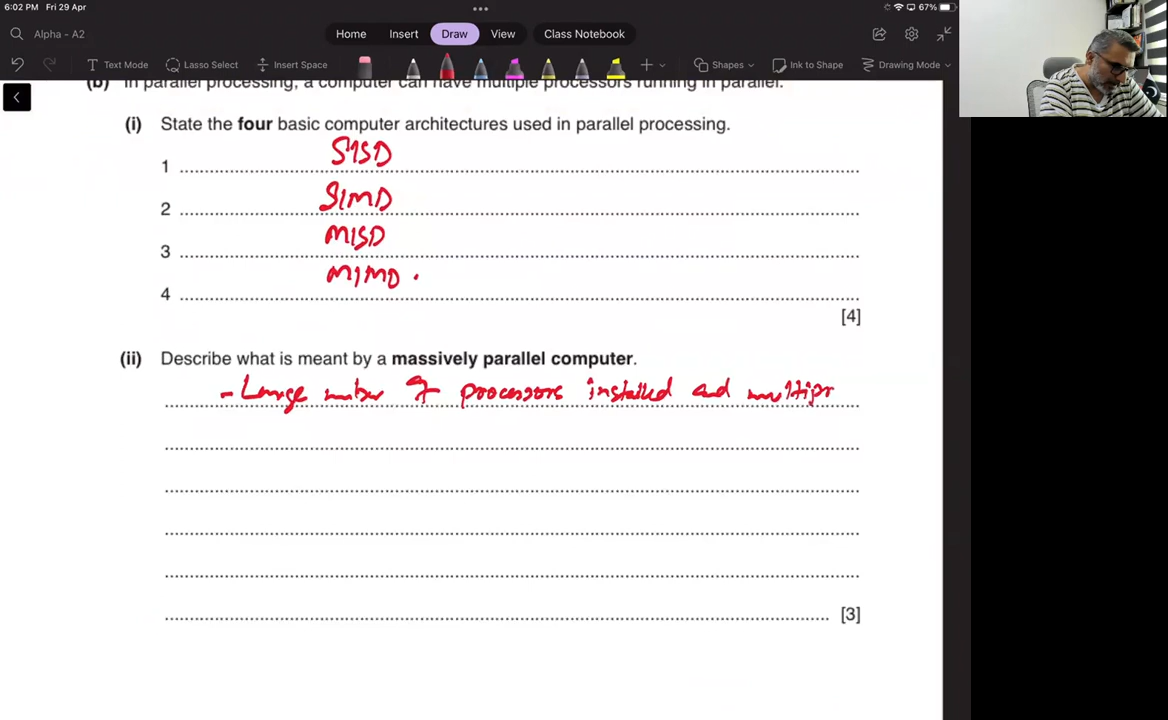 6:02 PM Fri 29 Apr
67%
Alpha - A2
Home Insert Draw View Class Notebook
Text Mode Lasso Select Insert Space Shapes Ink to Shape Drawing Mode
(b) In parallel processing, a computer can have multiple processors running in parallel.
(i) State the four basic computer architectures used in parallel processing.
1 SISD
2 SIMD
3 MISD
4 MIMD
[4]
(ii) Describe what is meant by a massively parallel computer.
- Large number of processors installed and multipr
[3]